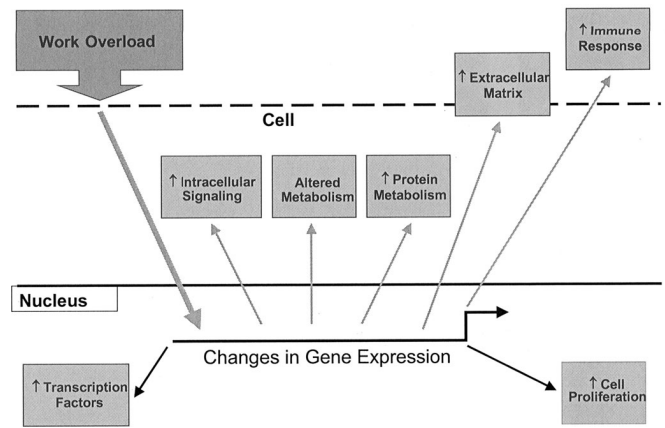 Work Overload
↑ Immune
Response
↑ Extracellular
Matrix
Cell
↑ Intracellular
Signaling
Altered
Metabolism
↑ Protein
Metabolism
Nucleus
Changes in Gene Expression
↑ Transcription
Factors
↑ Cell
Proliferation